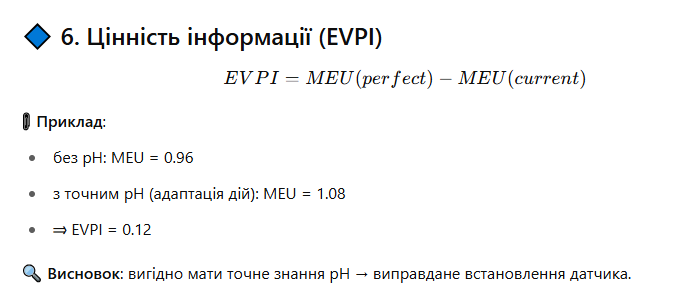 🔷 6. Цінність інформації (EVPI)
EVPI = MEU(perfect) − MEU(current)
Приклад:
• без pH: MEU = 0.96
• з точним pH (адаптація дій): MEU = 1.08
• ⇒ EVPI = 0.12
🔍 Висновок: вигідно мати точне знання pH → виправдане встановлення датчика.